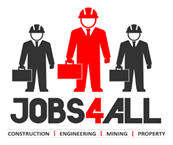 JOBS4ALL
CONSTRUCTION | ENGINEERING | MINING | PROPERTY